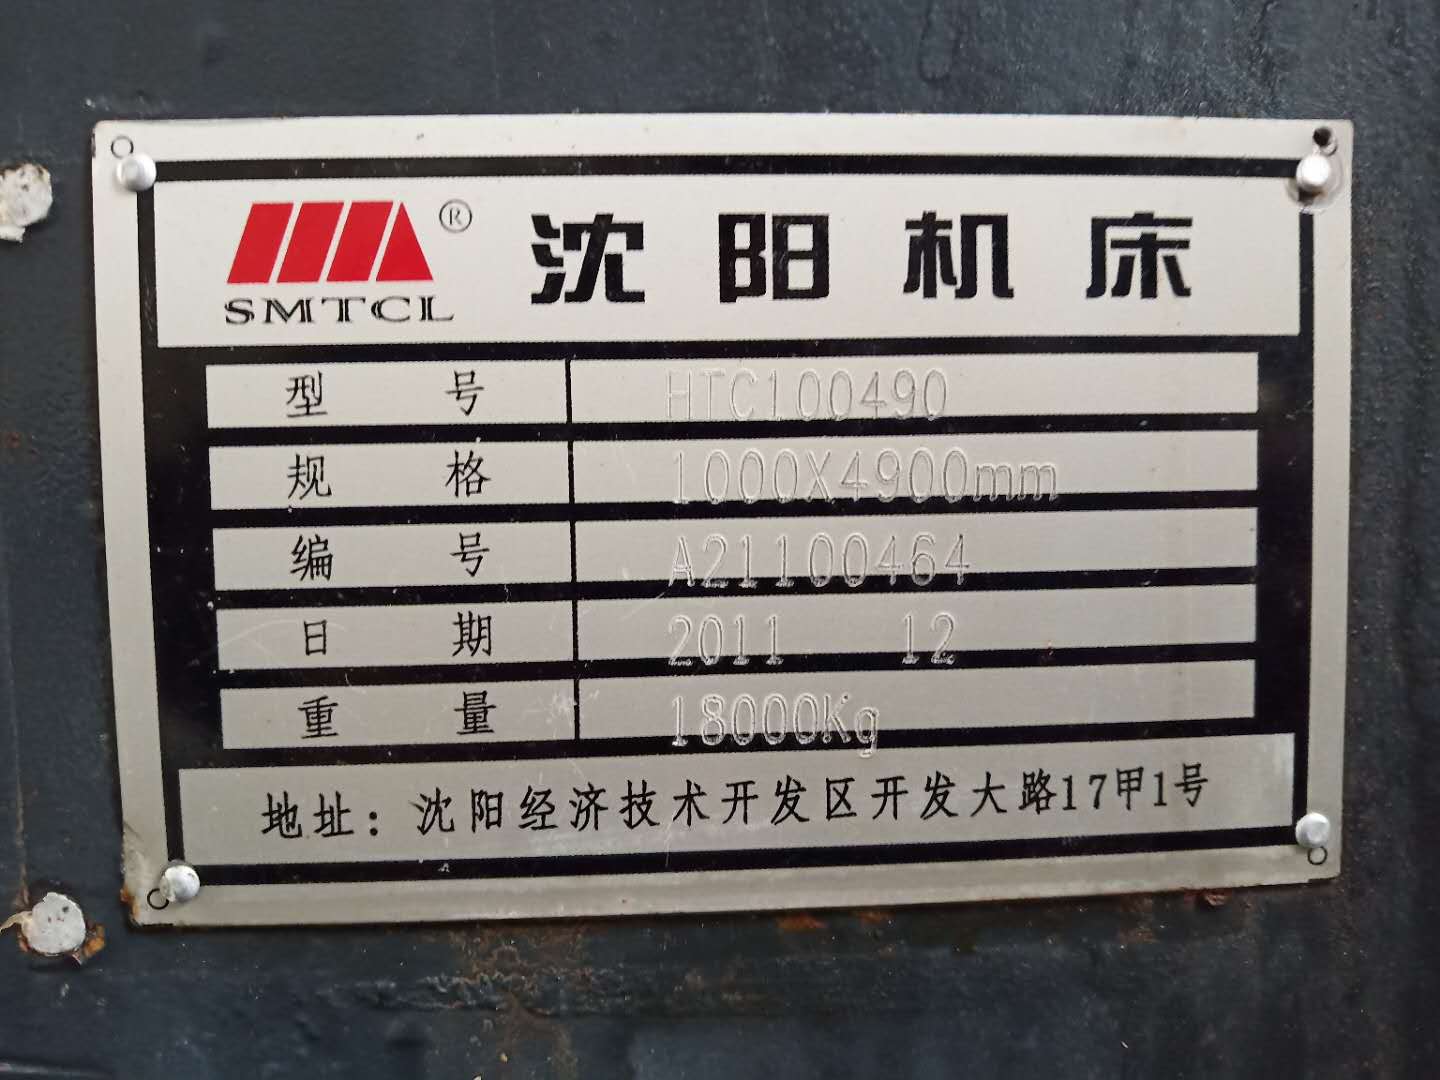 SMTCL ® 沈阳机床
型号 HTC100490
规格 1000X4900mm
编号 A21100464
日期 2011 12
重量 18000Kg
地址：沈阳经济技术开发区开发大路17甲1号